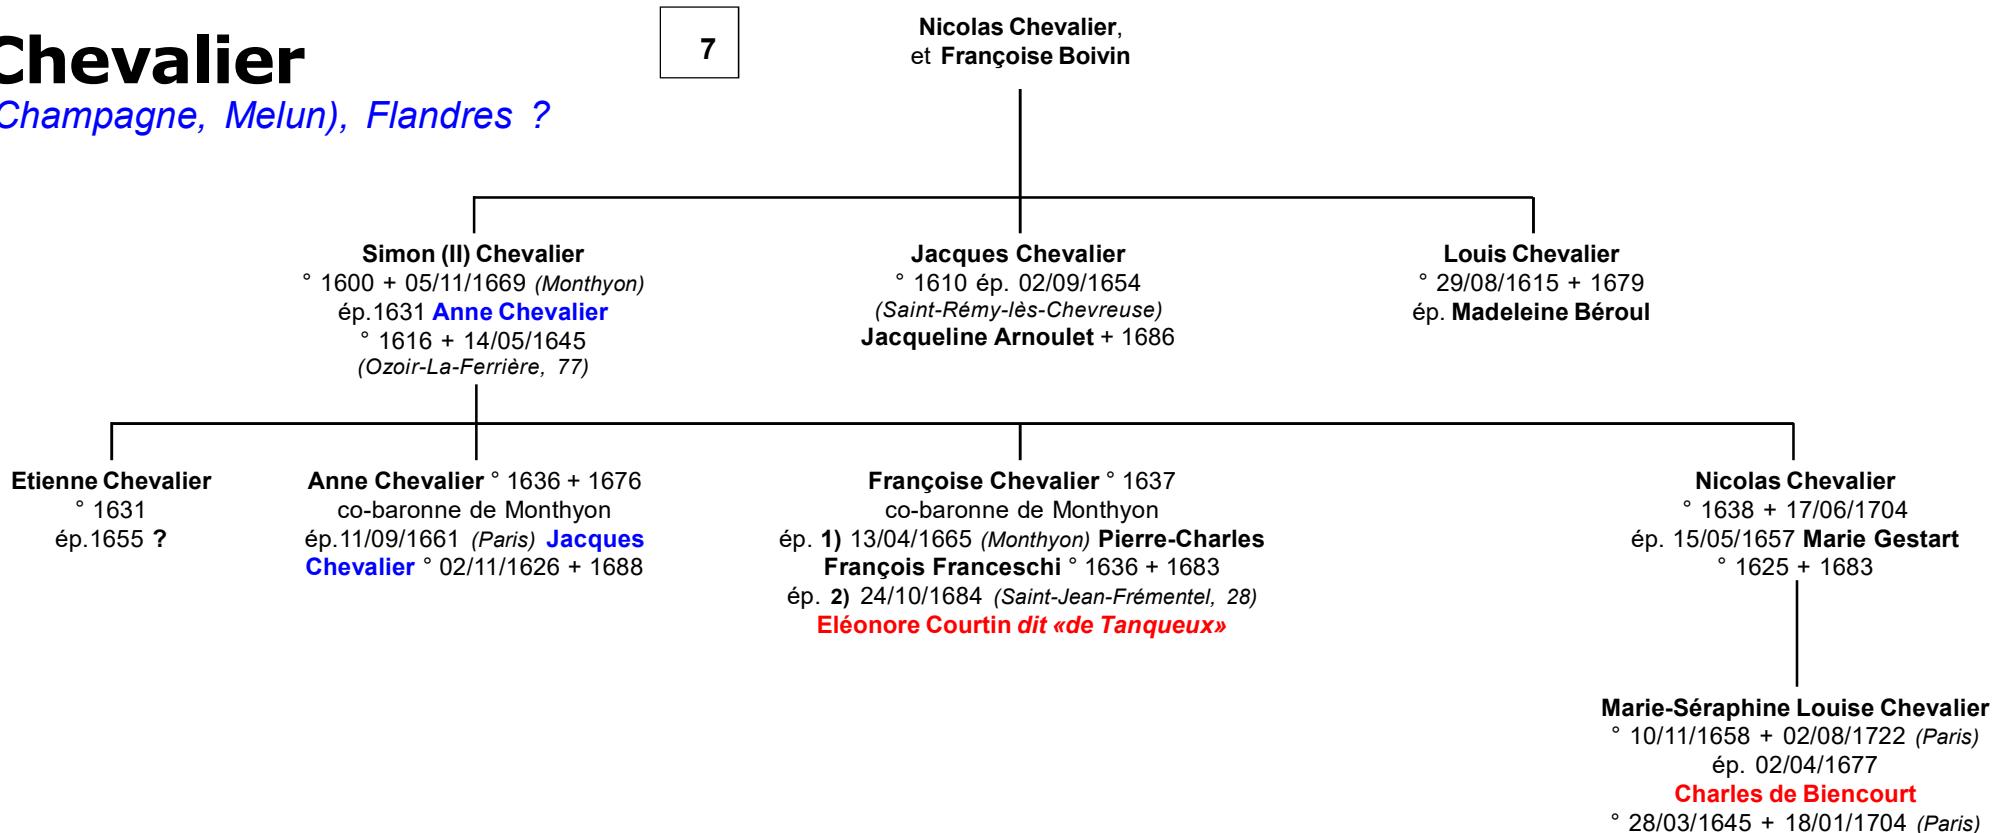 Chevalier
Champagne, Melun), Flandres ?
7
Nicolas Chevalier,
et Françoise Boivin
Simon (II) Chevalier
° 1600 + 05/11/1669 (Monthyon)
ép.1631 Anne Chevalier
° 1616 + 14/05/1645
(Ozoir-La-Ferrière, 77)
Jacques Chevalier
° 1610 ép. 02/09/1654
(Saint-Rémy-lès-Chevreuse)
Jacqueline Arnoulet + 1686
Louis Chevalier
° 29/08/1615 + 1679
ép. Madeleine Béroul
Etienne Chevalier
° 1631
ép.1655 ?
Anne Chevalier ° 1636 + 1676
co-baronne de Monthyon
ép.11/09/1661 (Paris) Jacques
Chevalier ° 02/11/1626 + 1688
Françoise Chevalier ° 1637
co-baronne de Monthyon
ép. 1) 13/04/1665 (Monthyon) Pierre-Charles
François Franceschi ° 1636 + 1683
ép. 2) 24/10/1684 (Saint-Jean-Frémentel, 28)
Eléonore Courtin dit «de Tanqueux»
Nicolas Chevalier
° 1638 + 17/06/1704
ép. 15/05/1657 Marie Gestart
° 1625 + 1683
Marie-Séraphine Louise Chevalier
° 10/11/1658 + 02/08/1722 (Paris)
ép. 02/04/1677
Charles de Biencourt
° 28/03/1645 + 18/01/1704 (Paris)